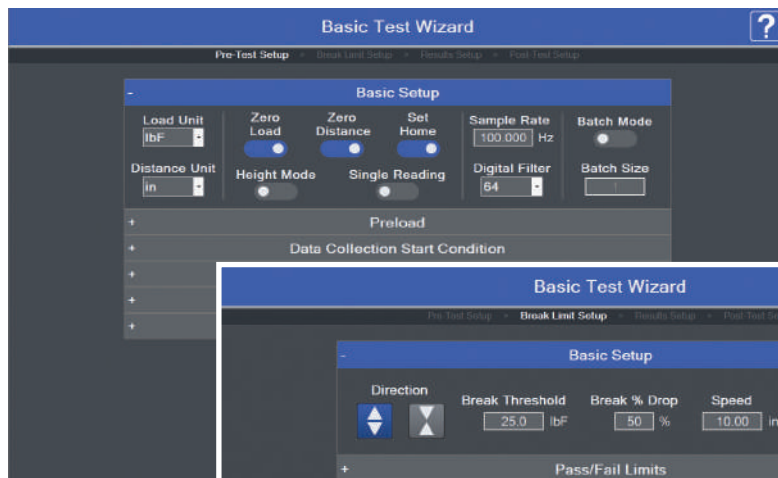 Basic Test Wizard
?
Pre-Test Setup • Break Limit Setup • Results Setup • Post-Test Setup
- Basic Setup
Load Unit
lbF
Zero Load
Zero Distance
Set Home
Sample Rate
100.000 Hz
Batch Mode
Distance Unit
in
Height Mode
Single Reading
Digital Filter
64
Batch Size
1
+ Preload
+ Data Collection Start Condition
+
+
+
Basic Test Wizard
Pre-Test Setup • Break Limit Setup • Results Setup • Post-Test Se
- Basic Setup
Direction
Break Threshold
25.0 lbF
Break % Drop
50 %
Speed
10.00 in
+ Pass/Fail Limits